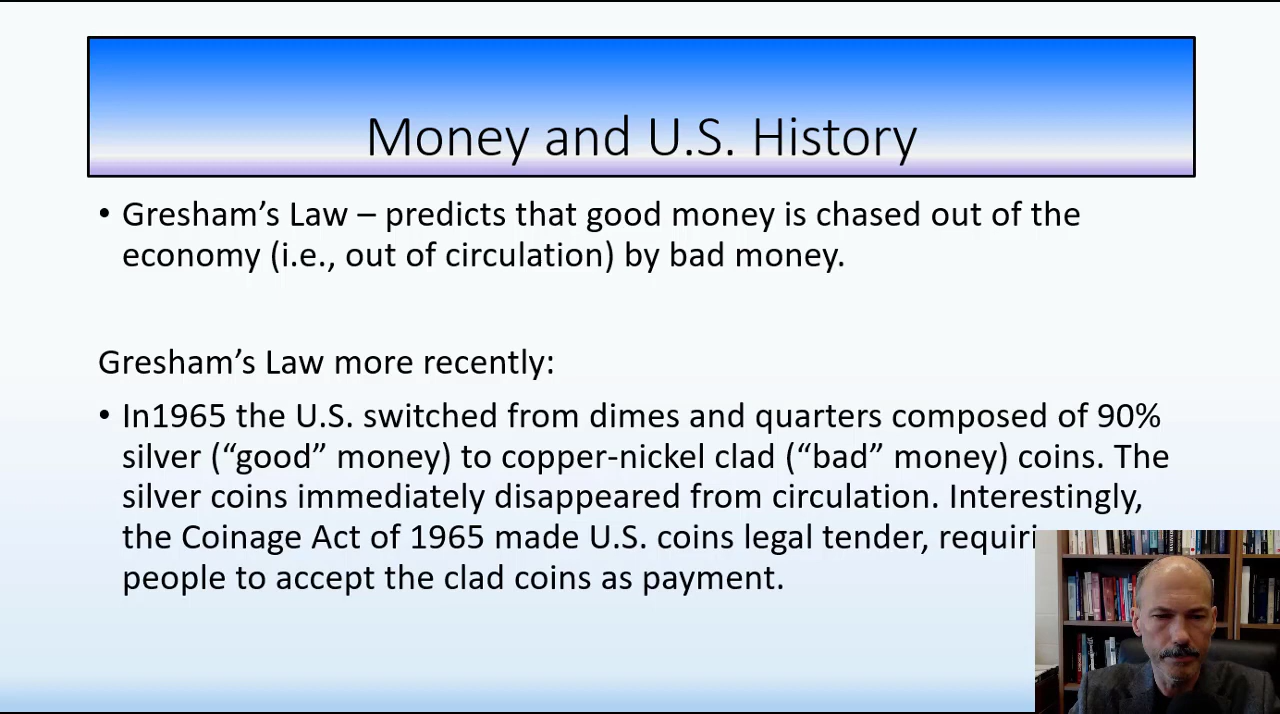 Money and U.S. History
• Gresham’s Law – predicts that good money is chased out of the
economy (i.e., out of circulation) by bad money.
Gresham’s Law more recently:
• In1965 the U.S. switched from dimes and quarters composed of 90%
silver (“good” money) to copper-nickel clad (“bad” money) coins. The
silver coins immediately disappeared from circulation. Interestingly,
the Coinage Act of 1965 made U.S. coins legal tender,
people to accept the clad coins as payment.